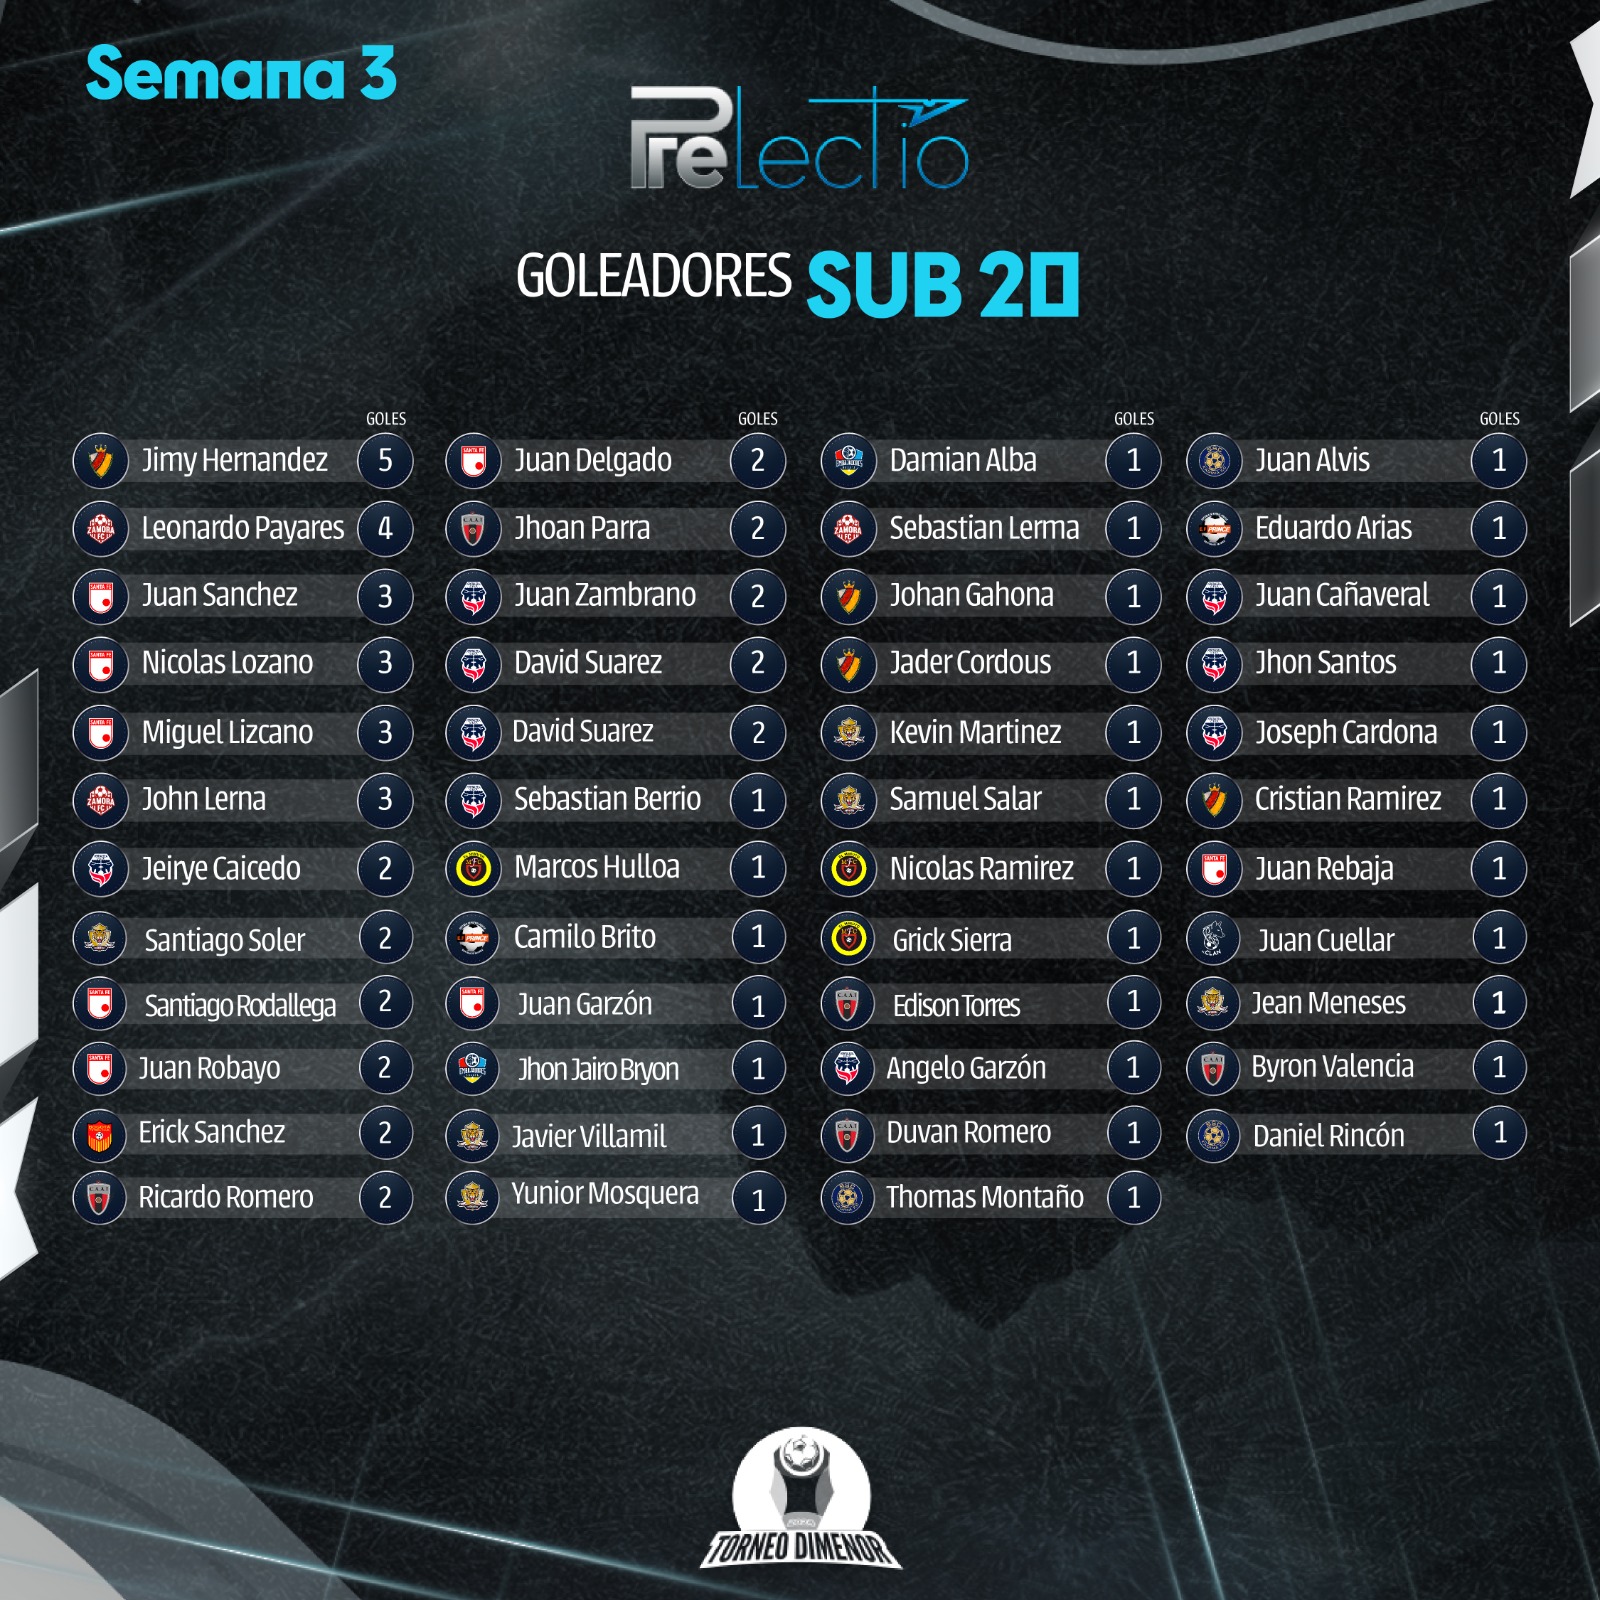 Semana 3
PreLectio
GOLEADORES SUB 20
GOLES GOLES GOLES GOLES
Jimy Hernandez 5
Leonardo Payares 4
Juan Sanchez 3
Nicolas Lozano 3
Miguel Lizcano 3
John Lerna 3
Jeirye Caicedo 2
Santiago Soler 2
Santiago Rodallega 2
Juan Robayo 2
Erick Sanchez 2
Ricardo Romero 2
Juan Delgado 2
Jhoan Parra 2
Juan Zambrano 2
David Suarez 2
David Suarez 2
Sebastian Berrio 1
Marcos Hulloa 1
Camilo Brito 1
Juan Garzón 1
Jhon Jairo Bryon 1
Javier Villamil 1
Yunior Mosquera 1
Damian Alba 1
Sebastian Lerma 1
Johan Gahona 1
Jader Cordous 1
Kevin Martinez 1
Samuel Salar 1
Nicolas Ramirez 1
Grick Sierra 1
Edison Torres 1
Angelo Garzón 1
Duvan Romero 1
Thomas Montaño 1
Juan Alvis 1
Eduardo Arias 1
Juan Cañaveral 1
Jhon Santos 1
Joseph Cardona 1
Cristian Ramirez 1
Juan Rebaja 1
Juan Cuellar 1
Jean Meneses 1
Byron Valencia 1
Daniel Rincón 1
TORNEO DIMENOR